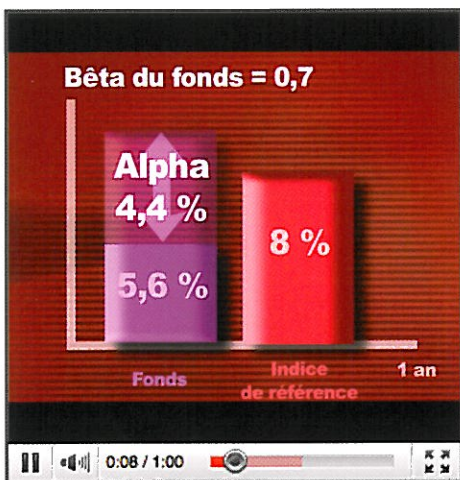 Bêta du fonds = 0,7
Alpha
4,4 %
5,6 %
8 %
Fonds
Indice
de référence
1 an
0:08 / 1:00